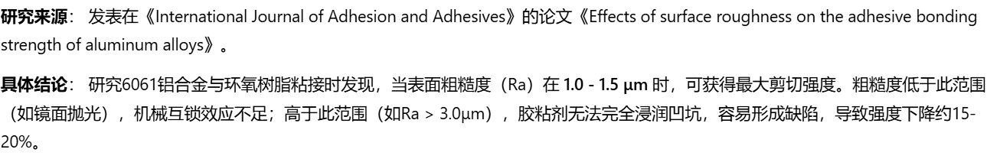 研究来源： 发表在《International Journal of Adhesion and Adhesives》的论文《Effects of surface roughness on the adhesive bonding
strength of aluminum alloys》。
具体结论： 研究6061铝合金与环氧树脂粘接时发现，当表面粗糙度（Ra）在 1.0 - 1.5 μm 时，可获得最大剪切强度。粗糙度低于此范围
（如镜面抛光），机械互锁效应不足；高于此范围（如Ra > 3.0μm），胶粘剂无法完全浸润凹坑，容易形成缺陷，导致强度下降约15-
20%。